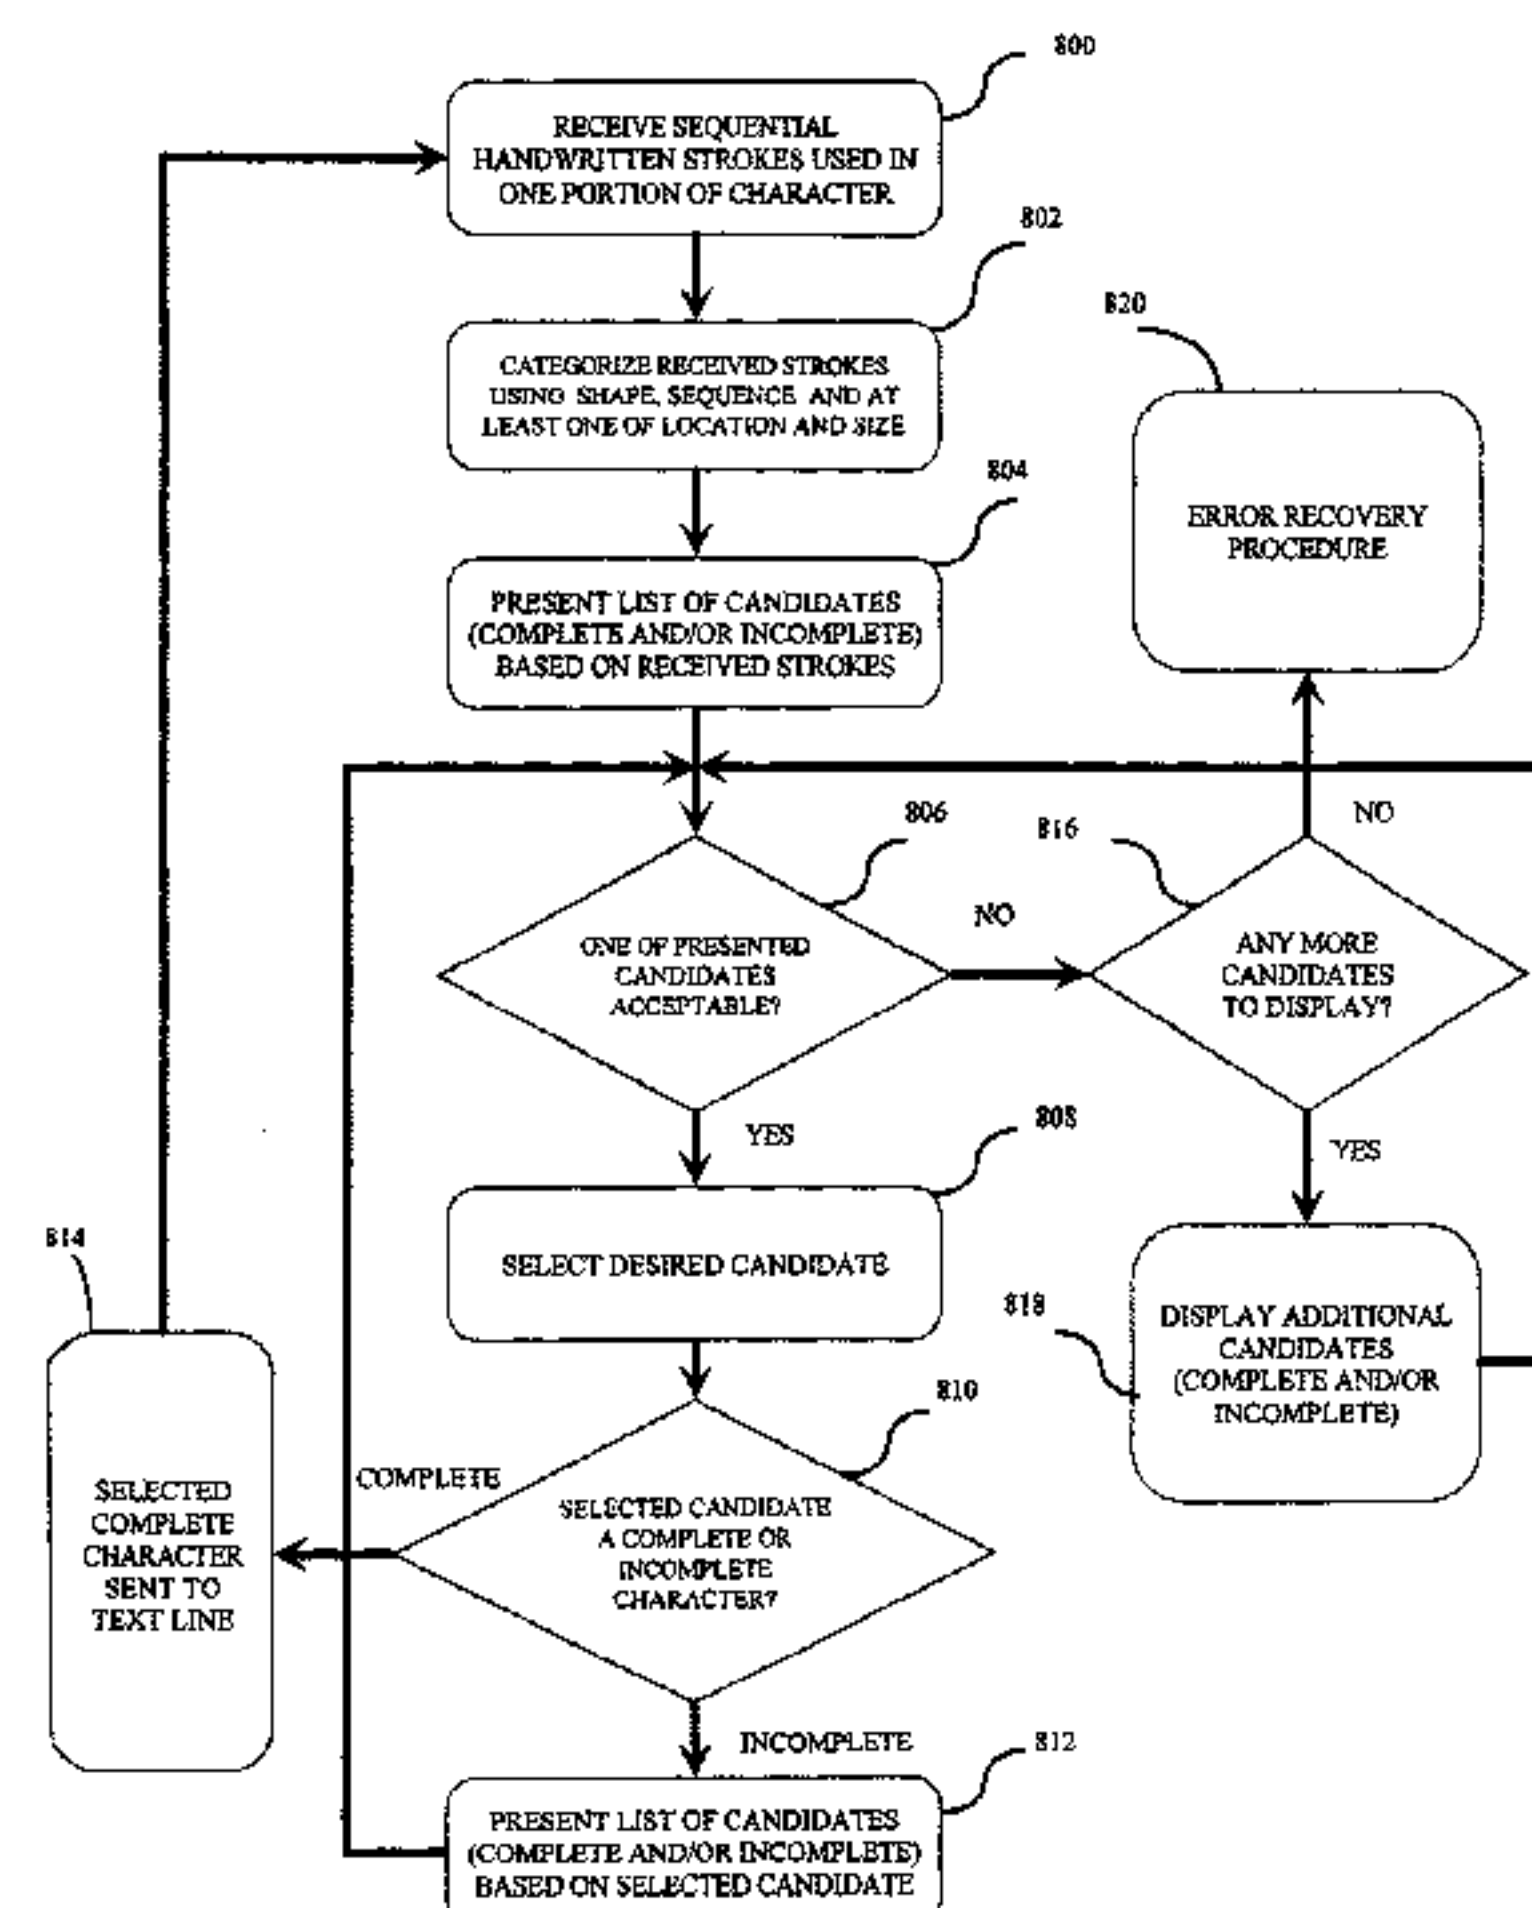 800
RECEIVE SEQUENTIAL
HANDWRITTEN STROKES USED IN
ONE PORTION OF CHARACTER
802
CATEGORIZE RECEIVED STROKES
USING SHAPE, SEQUENCE AND AT
LEAST ONE OF LOCATION AND SIZE
820
804
ERROR RECOVERY
PROCEDURE
PRESENT LIST OF CANDIDATES
(COMPLETE AND/OR INCOMPLETE)
BASED ON RECEIVED STROKES
806
816
NO
NO
ONE OF PRESENTED
CANDIDATES
ACCEPTABLE?
ANY MORE
CANDIDATES
TO DISPLAY?
YES
808
YES
814
SELECT DESIRED CANDIDATE
818
DISPLAY ADDITIONAL
CANDIDATES
(COMPLETE AND/OR
INCOMPLETE)
810
COMPLETE
SELECTED CANDIDATE
A COMPLETE OR
INCOMPLETE
CHARACTER?
SELECTED
COMPLETE
CHARACTER
SENT TO
TEXT LINE
INCOMPLETE
812
PRESENT LIST OF CANDIDATES
(COMPLETE AND/OR INCOMPLETE)
BASED ON SELECTED CANDIDATE